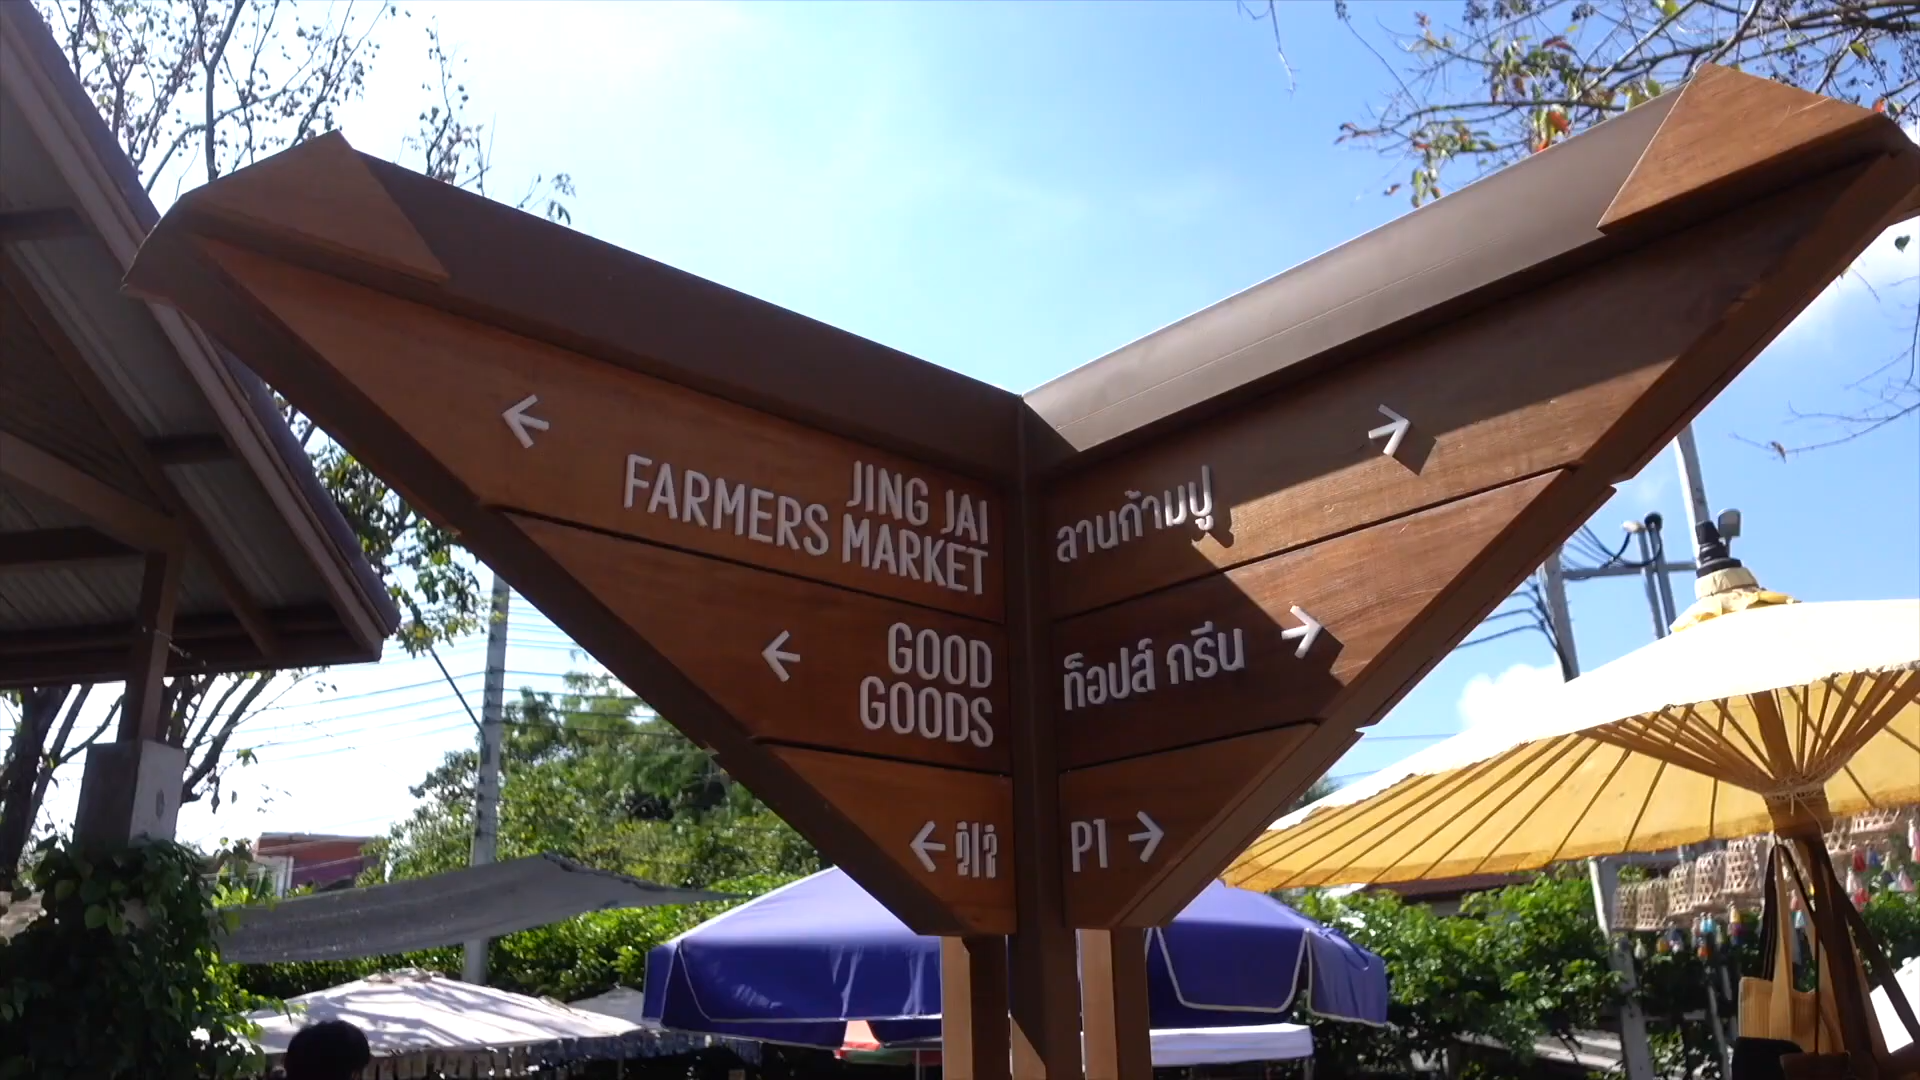 JING JAI
FARMERS MARKET
GOOD
GOODS
ลานก้ามปู
ท็อปส์ กรีน
P1